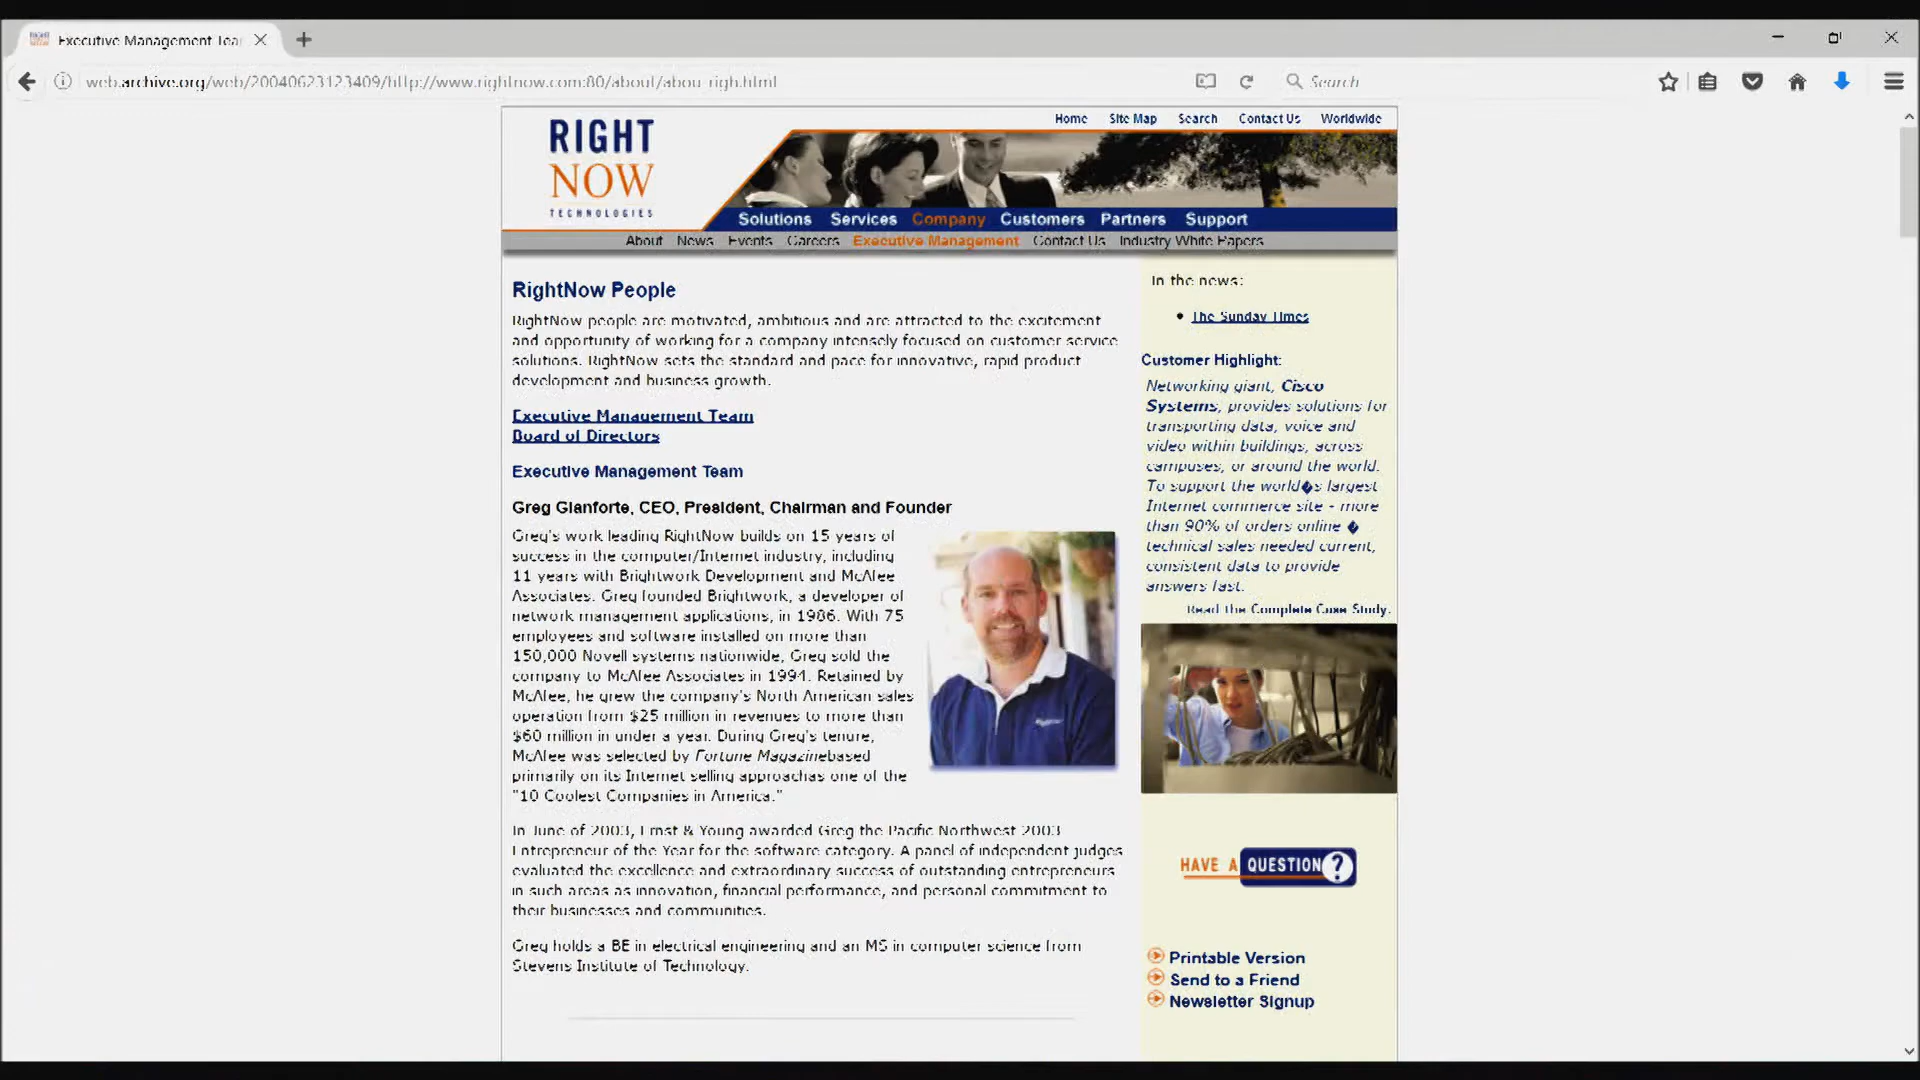 Executive Management Tea
web.archive.org/web/20040623123409/http://www.rightnow.com:80/about/abou-righ.html
Search
RIGHT
NOW
TECHNOLOGIES
Home Site Map Search Contact Us Worldwide
Solutions Services Company Customers Partners Support
About News Events Careers Executive Management Contact Us Industry White Papers
RightNow People
RightNow people are motivated, ambitious and are attracted to the excitement
and opportunity of working for a company intensely focused on customer service
solutions. RightNow sets the standard and pace for innovative, rapid product
development and business growth.
Executive Management Team
Board of Directors
Executive Management Team
Greg Gianforte, CEO, President, Chairman and Founder
Greg's work leading RightNow builds on 15 years of
success in the computer/Internet industry, including
11 years with Brightwork Development and McAfee
Associates. Greg founded Brightwork, a developer of
network management applications, in 1986. With 75
employees and software installed on more than
150,000 Novell systems nationwide, Greg sold the
company to McAfee Associates in 1994. Retained by
McAfee, he grew the company's North American sales
operation from $25 million in revenues to more than
$60 million in under a year. During Greg's tenure,
McAfee was selected by Fortune Magazinebased
primarily on its Internet selling approachas one of the
"10 Coolest Companies in America."
In June of 2003, Ernst & Young awarded Greg the Pacific Northwest 2003
Entrepreneur of the Year for the software category. A panel of independent judges
evaluated the excellence and extraordinary success of outstanding entrepreneurs
in such areas as innovation, financial performance, and personal commitment to
their businesses and communities.
Greg holds a BE in electrical engineering and an MS in computer science from
Stevens Institute of Technology.
In the news:
The Sunday Times
Customer Highlight:
Networking giant, Cisco
Systems, provides solutions for
transporting data, voice and
video within buildings, across
campuses, or around the world.
To support the world�s largest
Internet commerce site - more
than 90% of orders online �
technical sales needed current,
consistent data to provide
answers fast.
Read the Complete Case Study.
HAVE A QUESTION ?
Printable Version
Send to a Friend
Newsletter Signup